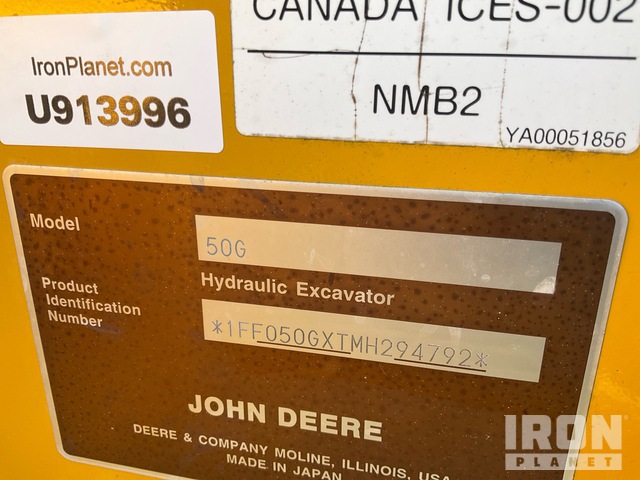 CANADA ICES-002
IronPlanet.com
U913996
NMB2
YA00051856
Model
50G
Hydraulic Excavator
Product
Identification
Number
*1FF050GXTMH294792*
JOHN DEERE
DEERE & COMPANY MOLINE, ILLINOIS, USA
MADE IN JAPAN
IRON
PLANET